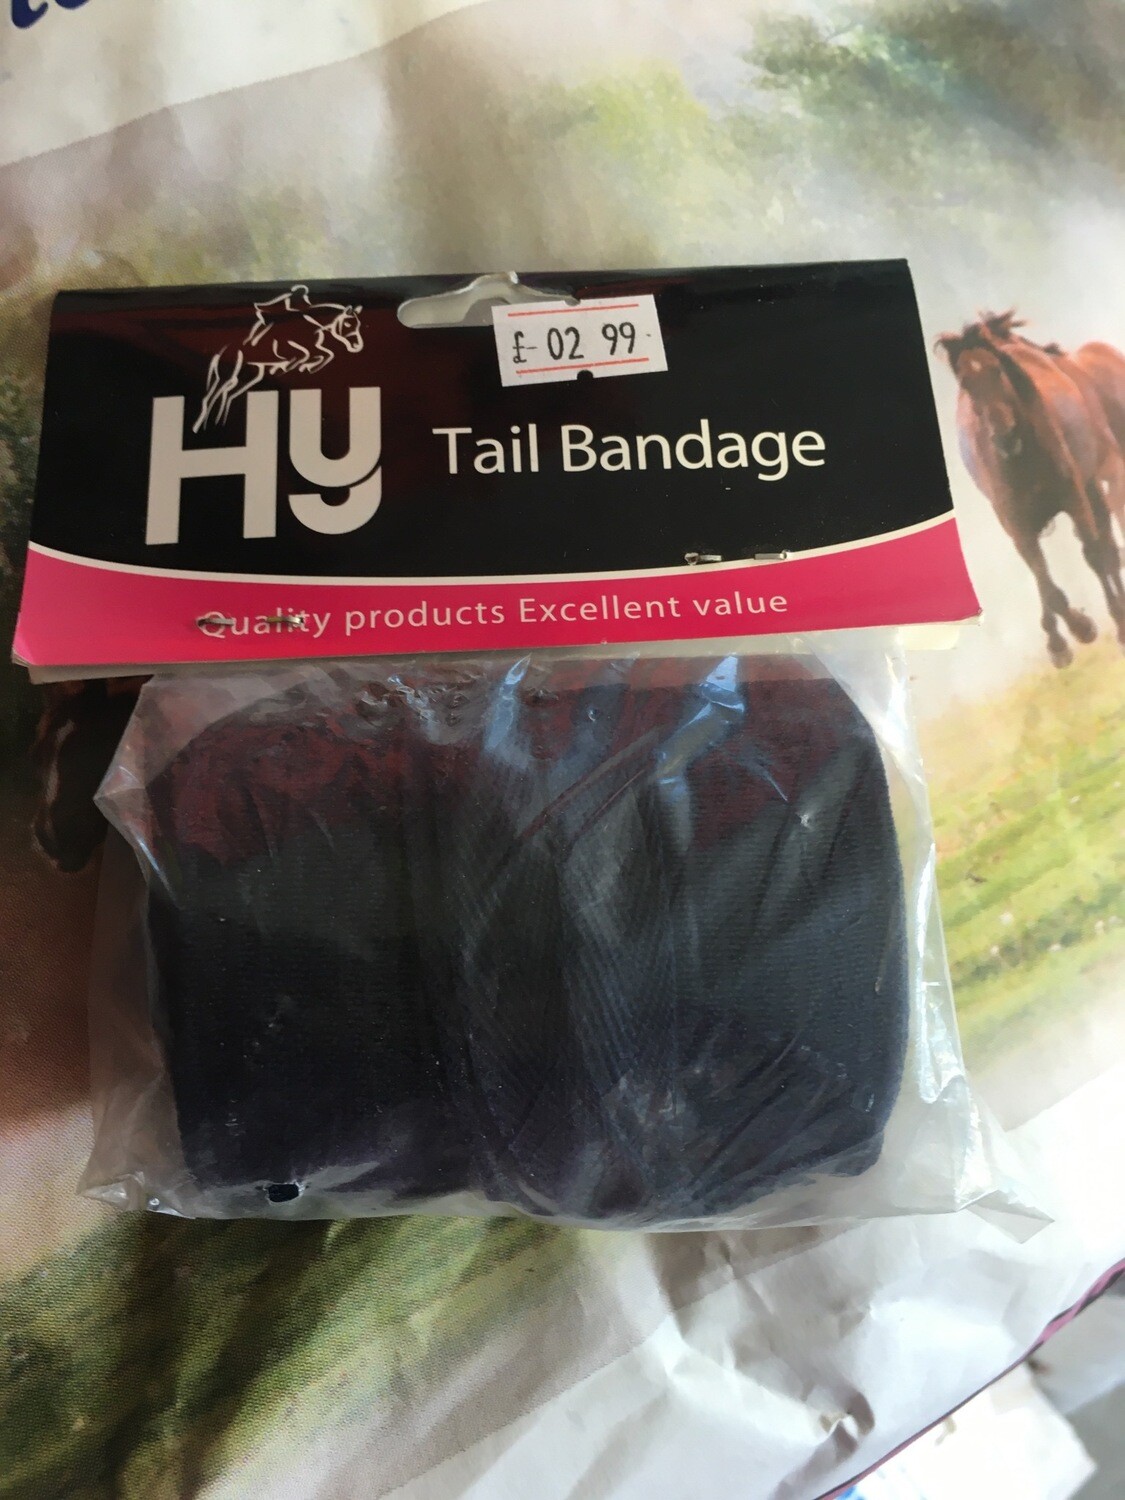 £ 02 99
Hy
Tail Bandage
Quality products Excellent value